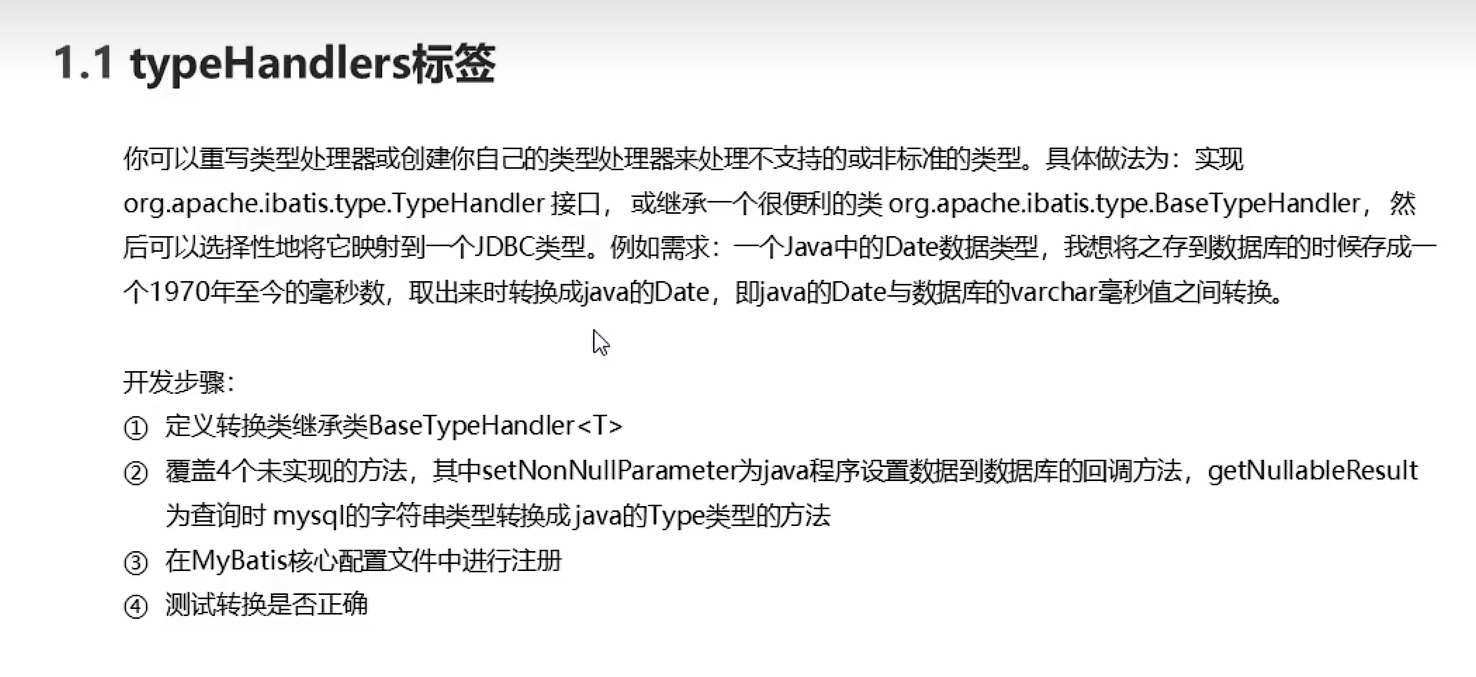 1.1 typeHandlers标签
你可以重写类型处理器或创建你自己的类型处理器来处理不支持的或非标准的类型。具体做法为：实现
org.apache.ibatis.type.TypeHandler 接口， 或继承一个很便利的类 org.apache.ibatis.type.BaseTypeHandler， 然
后可以选择性地将它映射到一个JDBC类型。例如需求：一个Java中的Date数据类型，我想将之存到数据库的时候存成一
个1970年至今的毫秒数，取出来时转换成java的Date，即java的Date与数据库的varchar毫秒值之间转换。
开发步骤：
① 定义转换类继承类BaseTypeHandler<T>
② 覆盖4个未实现的方法，其中setNonNullParameter为java程序设置数据到数据库的回调方法，getNullableResult
为查询时 mysql的字符串类型转换成 java的Type类型的方法
③ 在MyBatis核心配置文件中进行注册
④ 测试转换是否正确